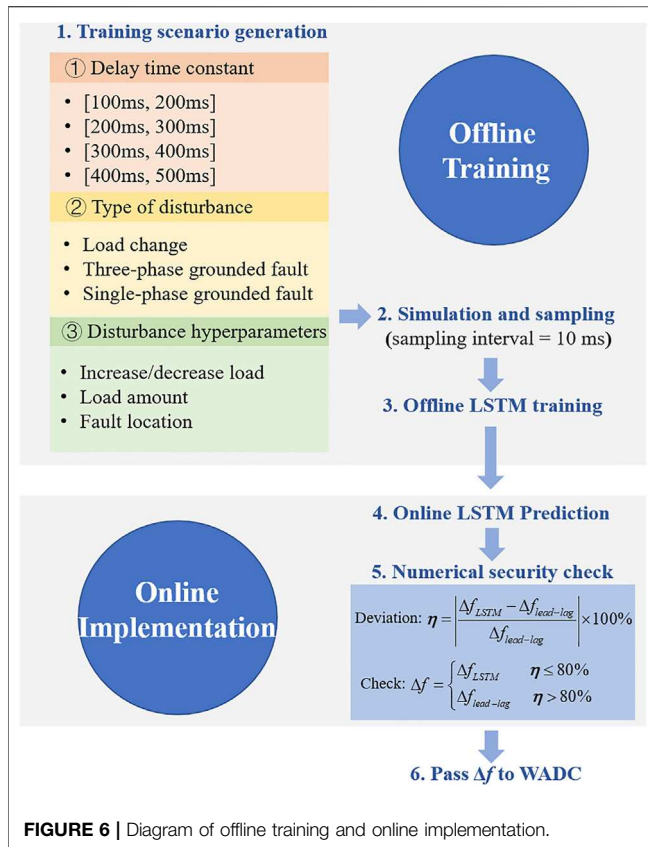 1. Training scenario generation
① Delay time constant
• [100ms, 200ms]
• [200ms, 300ms]
• [300ms, 400ms]
• [400ms, 500ms]
② Type of disturbance
• Load change
• Three-phase grounded fault
• Single-phase grounded fault
③ Disturbance hyperparameters
• Increase/decrease load
• Load amount
• Fault location
Offline
Training
2. Simulation and sampling
(sampling interval = 10 ms)
3. Offline LSTM training
Online
Implementation
4. Online LSTM Prediction
5. Numerical security check
Deviation: η = |(Δf_LSTM − Δf_lead−lag) / Δf_lead−lag| ×100%
Check: Δf = { Δf_LSTM η ≤ 80%
Δf_lead−lag η > 80%
6. Pass Δf to WADC
FIGURE 6 | Diagram of offline training and online implementation.